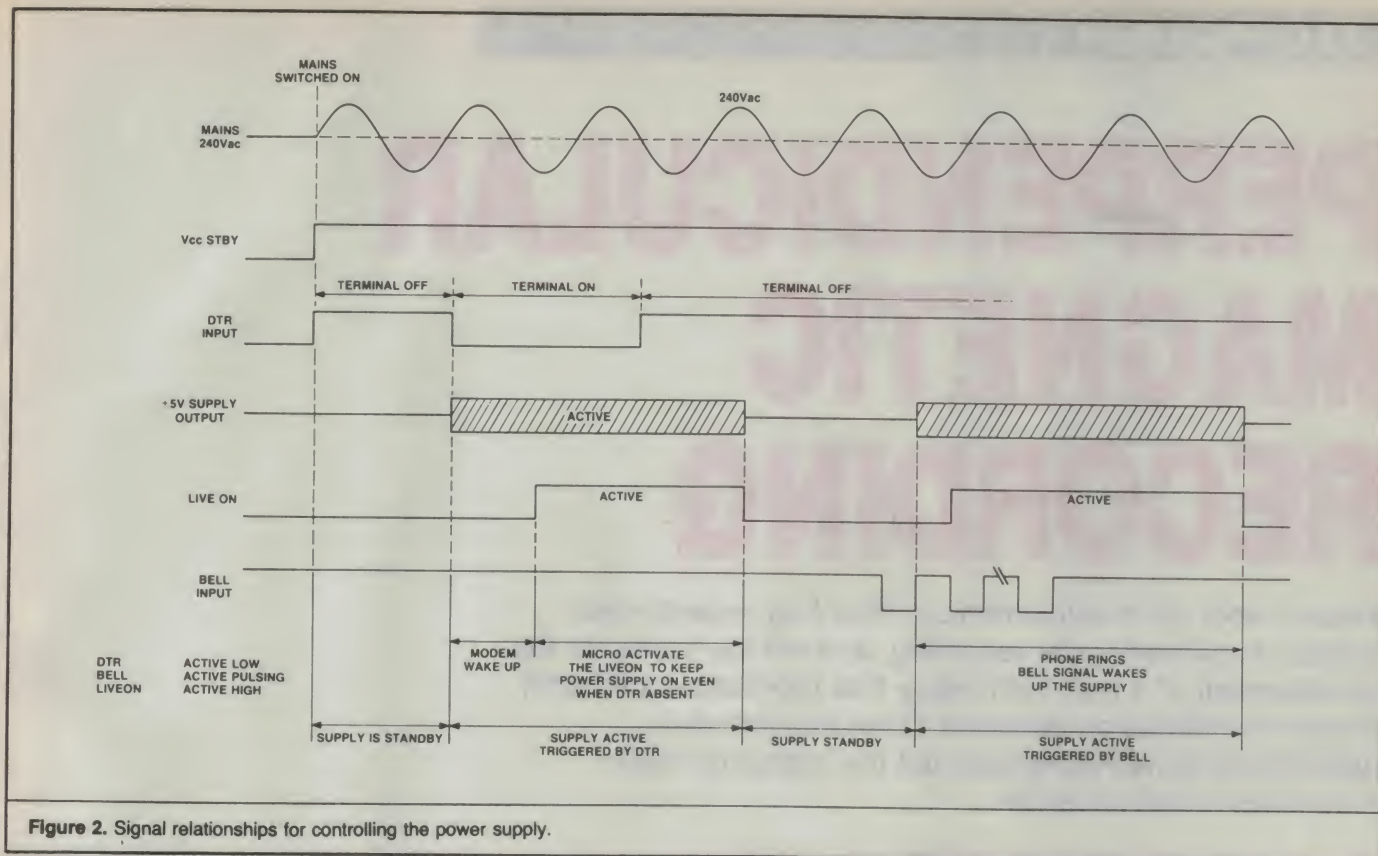 MAINS
SWITCHED ON
240Vac
MAINS
240Vac
Vcc STBY
TERMINAL OFF
TERMINAL ON
TERMINAL OFF
DTR
INPUT
+5V SUPPLY
OUTPUT
ACTIVE
LIVE ON
ACTIVE
ACTIVE
BELL
INPUT
DTR ACTIVE LOW
BELL ACTIVE PULSING
LIVEON ACTIVE HIGH
MODEM
WAKE UP
MICRO ACTIVATE
THE LIVEON TO KEEP
POWER SUPPLY ON EVEN
WHEN DTR ABSENT
PHONE RINGS
BELL SIGNAL WAKES
UP THE SUPPLY
SUPPLY IS STANDBY
SUPPLY ACTIVE
TRIGGERED BY DTR
SUPPLY STANDBY
SUPPLY ACTIVE
TRIGGERED BY BELL
Figure 2. Signal relationships for controlling the power supply.
PERPENDICULAR
MAGNETIC
RECORDING